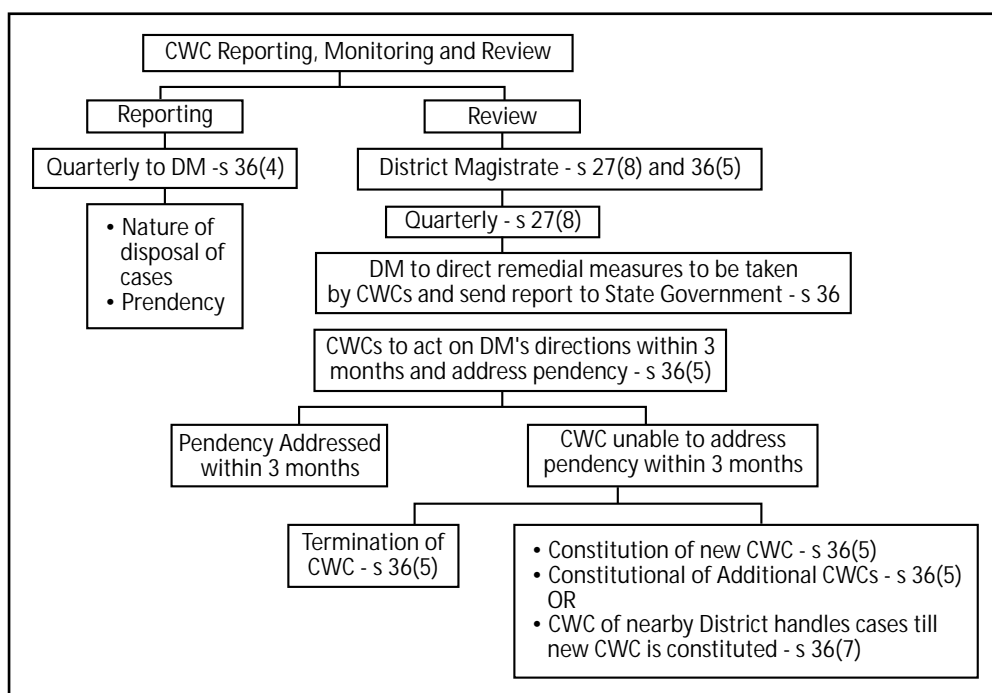 CWC Reporting, Monitoring and Review
Reporting
Review
Quarterly to DM -s 36(4)
District Magistrate - s 27(8) and 36(5)
• Nature of
disposal of
cases
• Prendency
Quarterly - s 27(8)
DM to direct remedial measures to be taken
by CWCs and send report to State Government - s 36
CWCs to act on DM's directions within 3
months and address pendency - s 36(5)
Pendency Addressed
within 3 months
CWC unable to address
pendency within 3 months
Termination of
CWC - s 36(5)
• Constitution of new CWC - s 36(5)
• Constitutional of Additional CWCs - s 36(5)
OR
• CWC of nearby District handles cases till
new CWC is constituted - s 36(7)